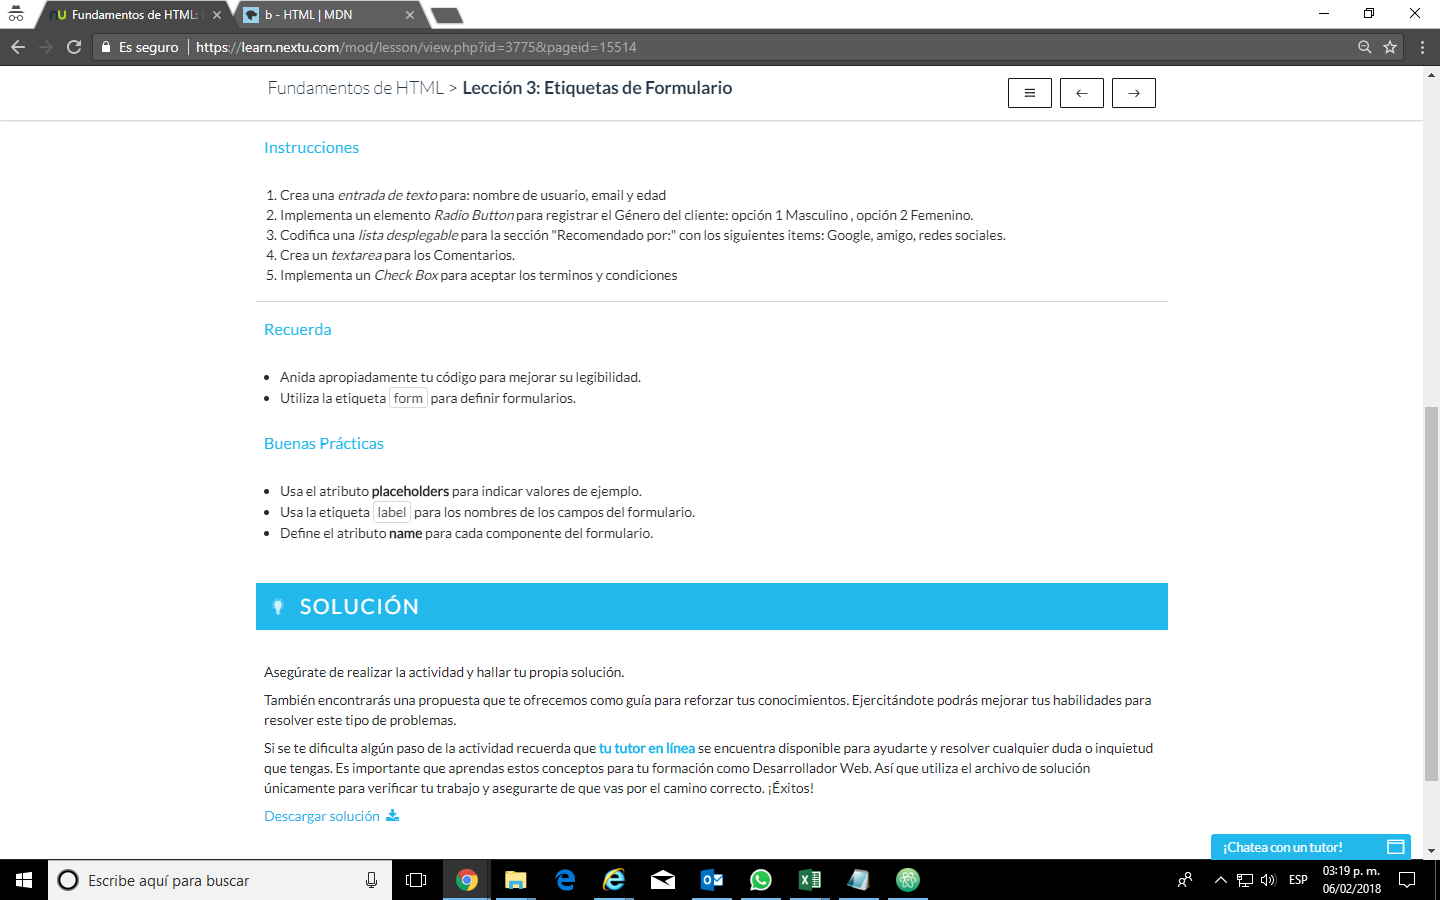 Fundamentos de HTML:
b - HTML | MDN
Es seguro
https://learn.nextu.com/mod/lesson/view.php?id=3775&pageid=15514
Fundamentos de HTML > Lección 3: Etiquetas de Formulario
Instrucciones
1. Crea una entrada de texto para: nombre de usuario, email y edad
2. Implementa un elemento Radio Button para registrar el Género del cliente: opción 1 Masculino , opción 2 Femenino.
3. Codifica una lista desplegable para la sección "Recomendado por:" con los siguientes items: Google, amigo, redes sociales.
4. Crea un textarea para los Comentarios.
5. Implementa un Check Box para aceptar los terminos y condiciones
Recuerda
• Anida apropiadamente tu código para mejorar su legibilidad.
• Utiliza la etiqueta form para definir formularios.
Buenas Prácticas
• Usa el atributo placeholders para indicar valores de ejemplo.
• Usa la etiqueta label para los nombres de los campos del formulario.
• Define el atributo name para cada componente del formulario.
SOLUCIÓN
Asegúrate de realizar la actividad y hallar tu propia solución.
También encontrarás una propuesta que te ofrecemos como guía para reforzar tus conocimientos. Ejercitándote podrás mejorar tus habilidades para
resolver este tipo de problemas.
Si se te dificulta algún paso de la actividad recuerda que tu tutor en línea se encuentra disponible para ayudarte y resolver cualquier duda o inquietud
que tengas. Es importante que aprendas estos conceptos para tu formación como Desarrollador Web. Así que utiliza el archivo de solución
únicamente para verificar tu trabajo y asegurarte de que vas por el camino correcto. ¡Éxitos!
Descargar solución
¡Chatea con un tutor!
Escribe aquí para buscar
ESP
03:19 p. m.
06/02/2018